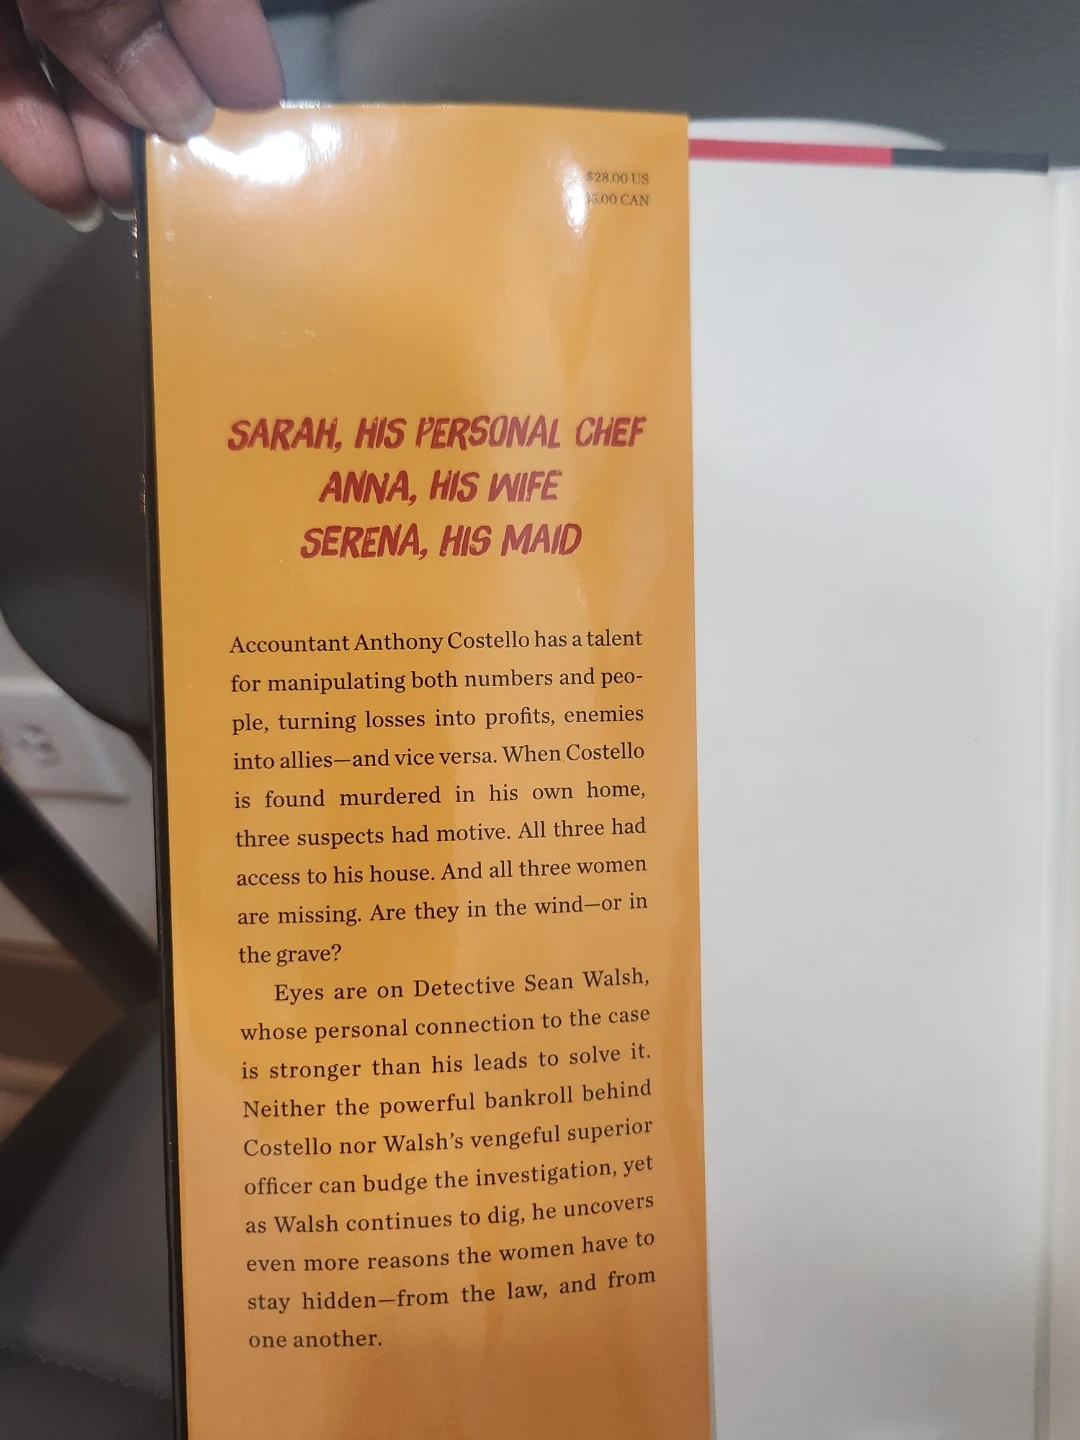 $28.00 US
CAN
SARAH, HIS PERSONAL CHEF
ANNA, HIS WIFE
SERENA, HIS MAID
Accountant Anthony Costello has a talent
for manipulating both numbers and peo-
ple, turning losses into profits, enemies
into allies—and vice versa. When Costello
is found murdered in his own home,
three suspects had motive. All three had
access to his house. And all three women
are missing. Are they in the wind—or in
the grave?
Eyes are on Detective Sean Walsh,
whose personal connection to the case
is stronger than his leads to solve it.
Neither the powerful bankroll behind
Costello nor Walsh's vengeful superior
officer can budge the investigation, yet
as Walsh continues to dig, he uncovers
even more reasons the women have to
stay hidden—from the law, and from
one another.